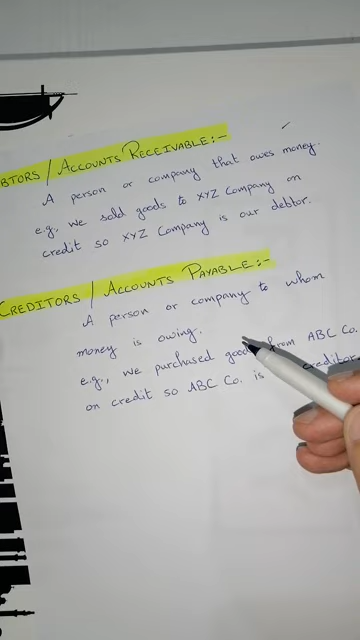 BTORS / ACCOUNTS RECEIVABLE:-
A person or company that owes money.
e.g., we sold goods to XYZ Company on
credit so XYZ Company is our debtor.
CREDITORS / ACCOUNTS PAYABLE:-
A person or company to whom
money is owing.
e.g., we purchased goods from ABC Co.
on credit so ABC Co. is creditor